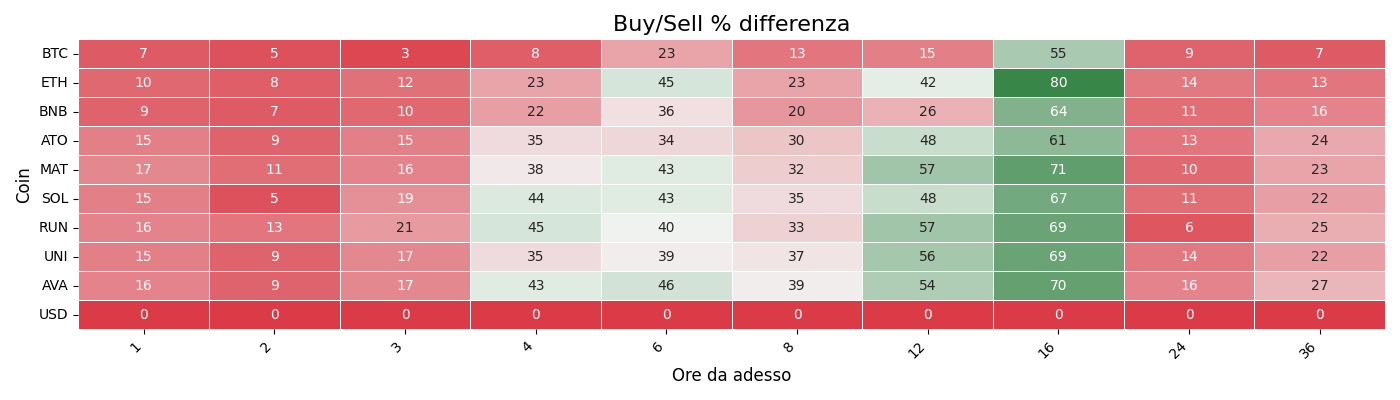 Buy/Sell % differenza
BTC 7 5 3 8 23 13 15 55 9 7
ETH 10 8 12 23 45 23 42 80 14 13
BNB 9 7 10 22 36 20 26 64 11 16
ATO 15 9 15 35 34 30 48 61 13 24
MAT 17 11 16 38 43 32 57 71 10 23
SOL 15 5 19 44 43 35 48 67 11 22
RUN 16 13 21 45 40 33 57 69 6 25
UNI 15 9 17 35 39 37 56 69 14 22
AVA 16 9 17 43 46 39 54 70 16 27
USD 0 0 0 0 0 0 0 0 0 0
Coin
1 2 3 4 6 8 12 16 24 36
Ore da adesso